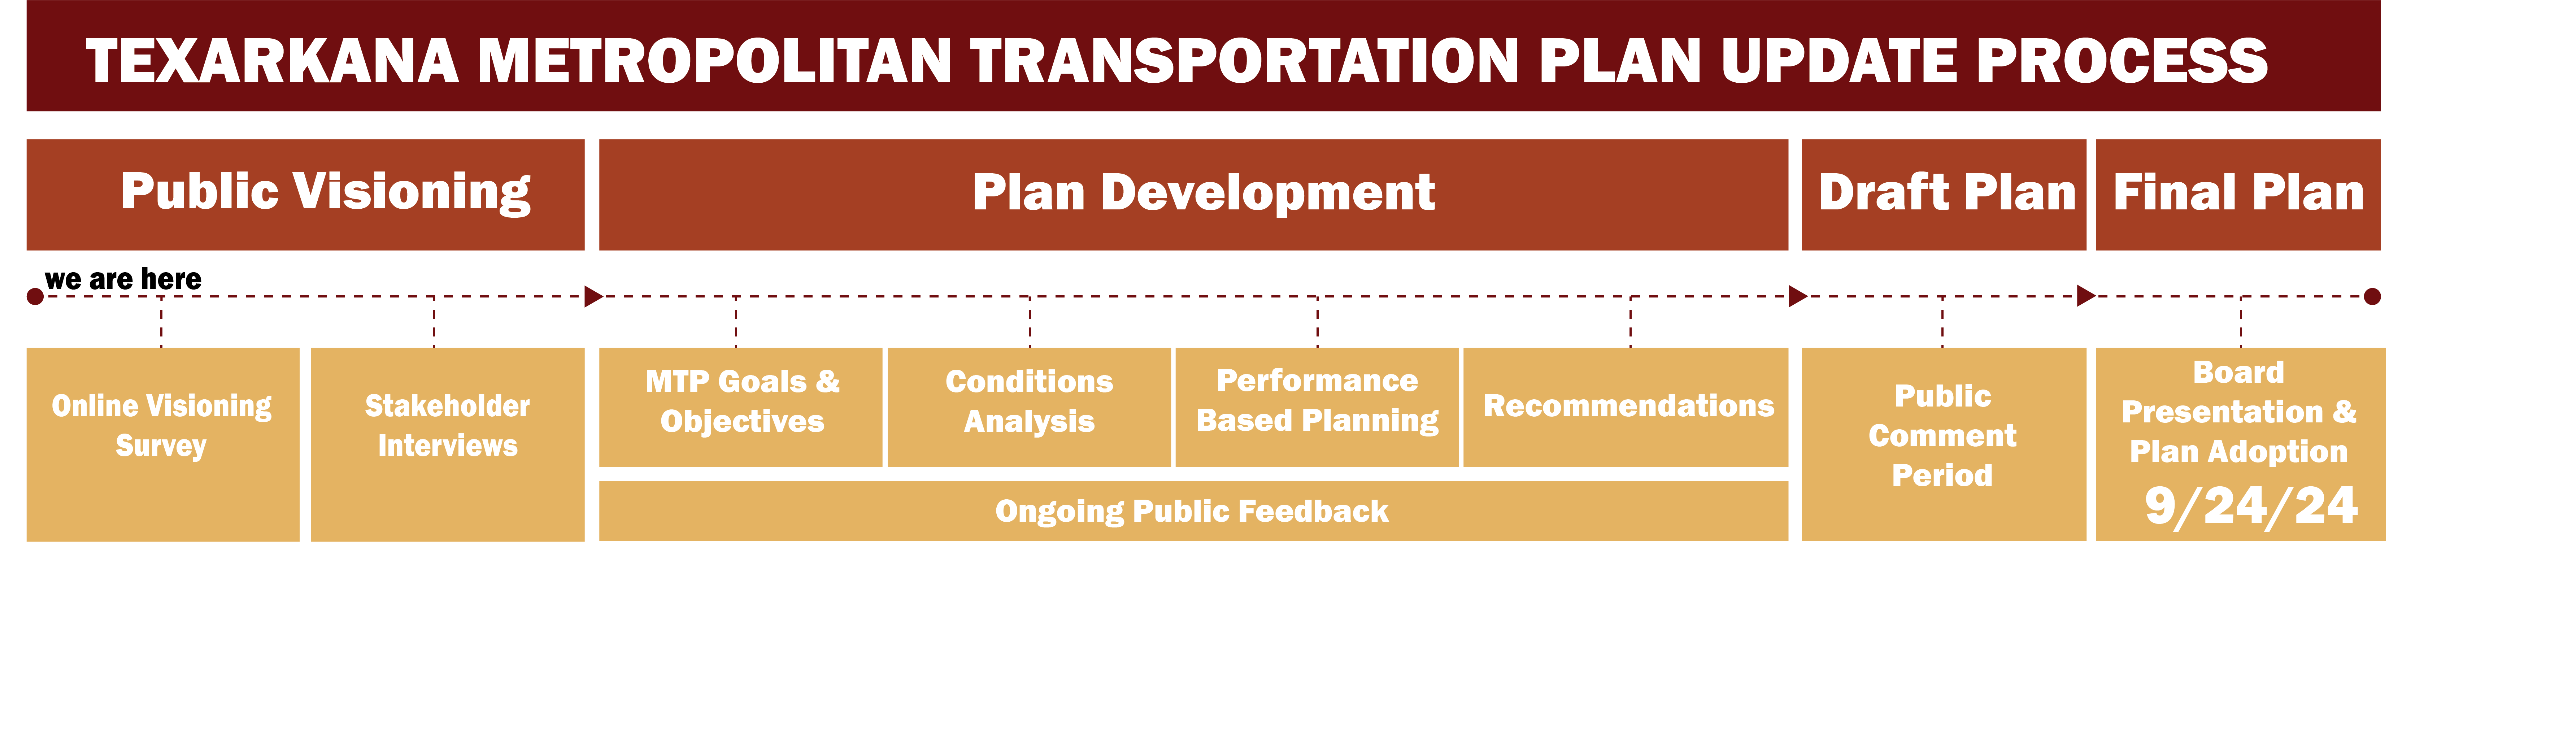 TEXARKANA METROPOLITAN TRANSPORTATION PLAN UPDATE PROCESS
Public Visioning
Plan Development
Draft Plan
Final Plan
we are here
Online Visioning
Survey
Stakeholder
Interviews
MTP Goals &
Objectives
Conditions
Analysis
Performance
Based Planning
Recommendations
Ongoing Public Feedback
Public
Comment
Period
Board
Presentation &
Plan Adoption
9/24/24